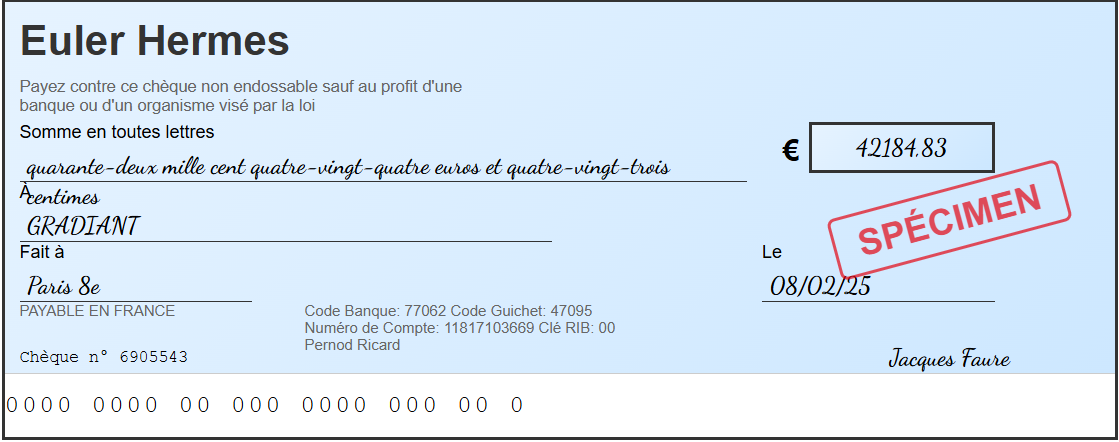 Euler Hermes
Payez contre ce chèque non endossable sauf au profit d'une
banque ou d'un organisme visé par la loi
Somme en toutes lettres
€ 42184.83
quarante-deux mille cent quatre-vingt-quatre euros et quatre-vingt-trois
centimes
À
GRADIANT
SPÉCIMEN
Fait à
Le
Paris 8e
08/02/25
PAYABLE EN FRANCE
Code Banque: 77062 Code Guichet: 47095
Numéro de Compte: 11817103669 Clé RIB: 00
Pernod Ricard
Chèque n° 6905543
Jacques Faure
0000 0000 00 000 0000 000 00 0